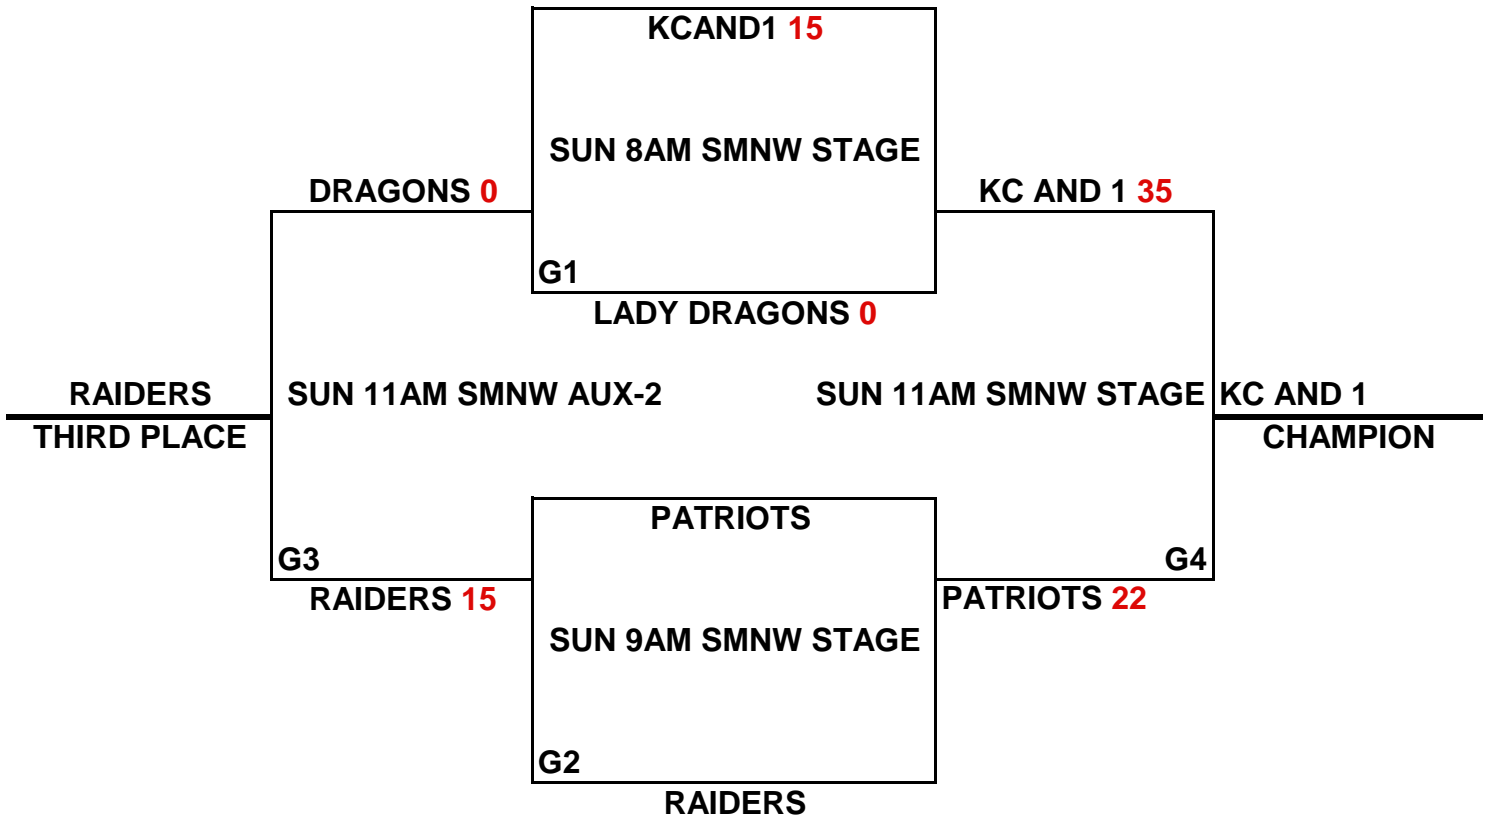 KCAND1 15
SUN 8AM SMNW STAGE
DRAGONS 0
KC AND 1 35
G1
LADY DRAGONS 0
RAIDERS
SUN 11AM SMNW AUX-2
SUN 11AM SMNW STAGE
KC AND 1
THIRD PLACE
CHAMPION
PATRIOTS
G3
G4
RAIDERS 15
PATRIOTS 22
SUN 9AM SMNW STAGE
G2
RAIDERS